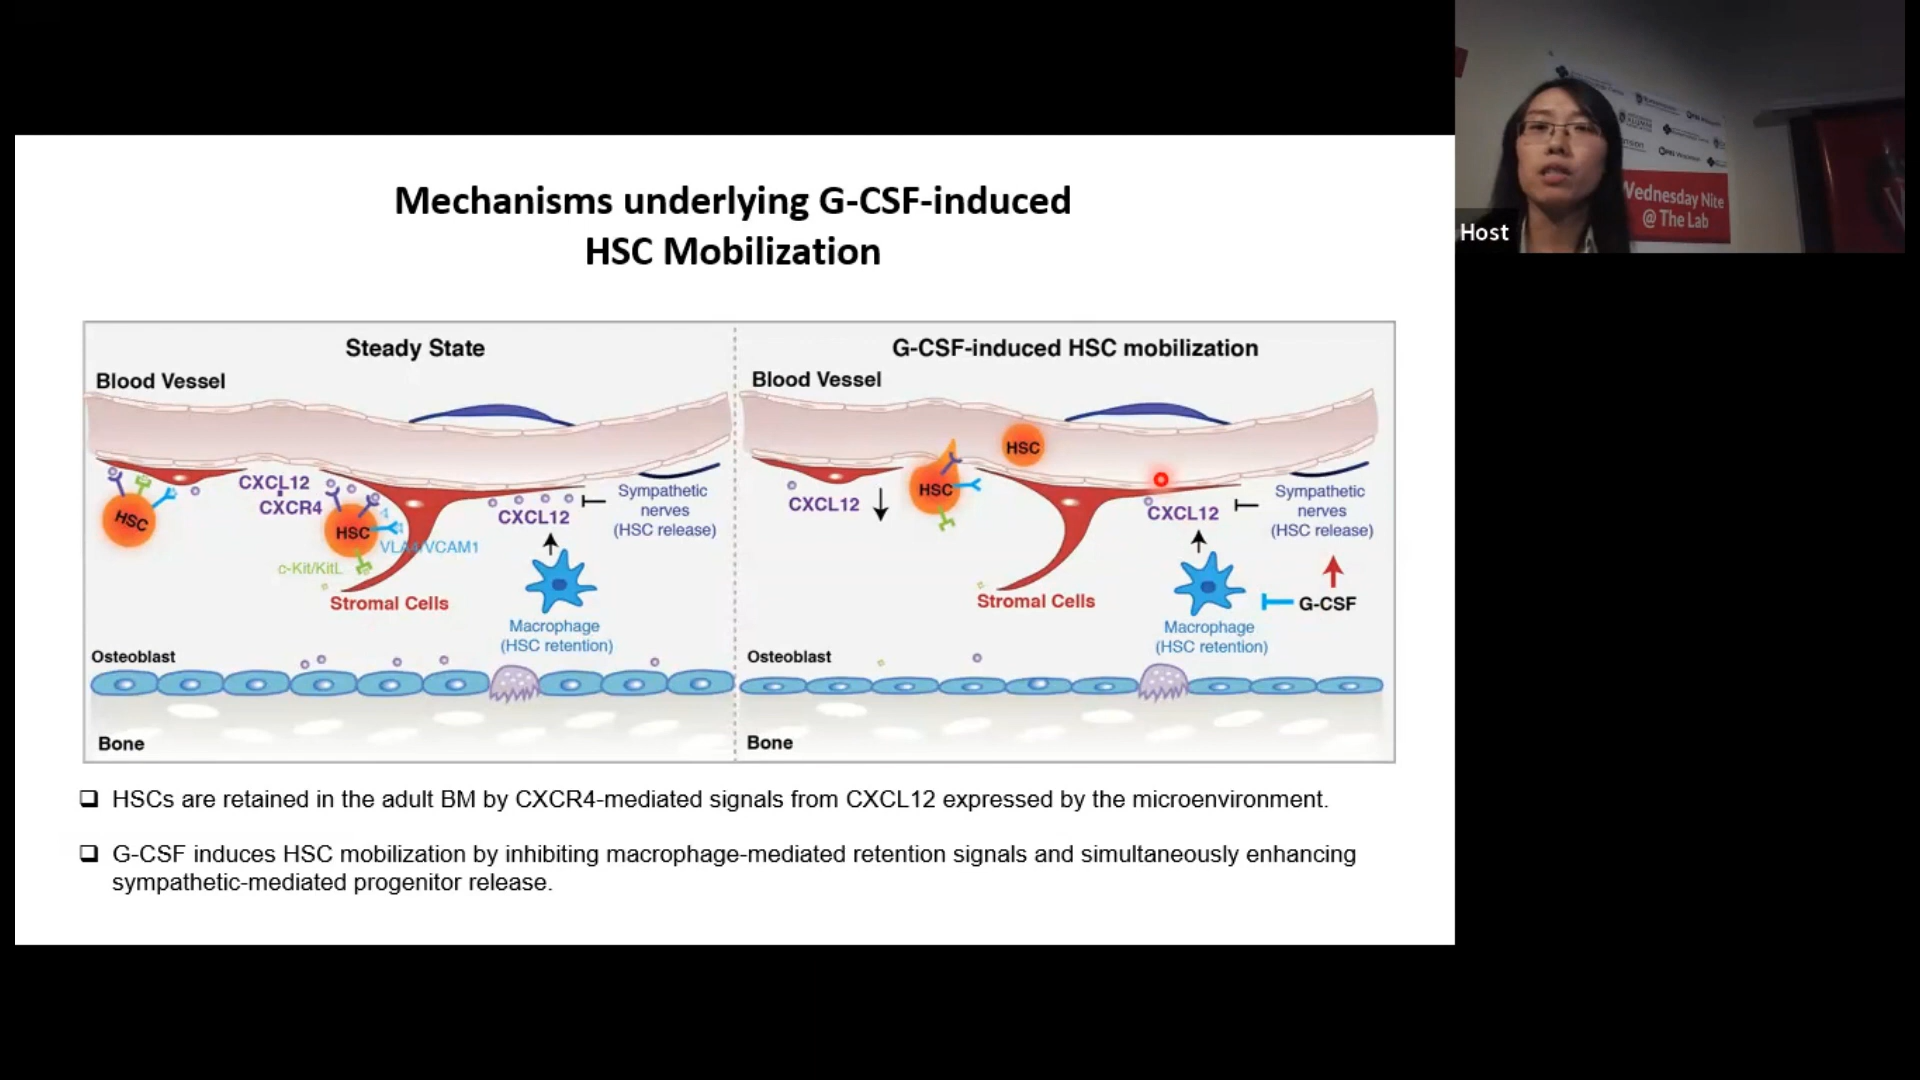 Mechanisms underlying G-CSF-induced
HSC Mobilization
Steady State
Blood Vessel
CXCL12
CXCR4
HSC
HSC
VLA4/VCAM1
c-Kit/KitL
Stromal Cells
CXCL12
Sympathetic
nerves
(HSC release)
Macrophage
(HSC retention)
Osteoblast
Bone
G-CSF-induced HSC mobilization
Blood Vessel
HSC
HSC
CXCL12
Stromal Cells
CXCL12
Sympathetic
nerves
(HSC release)
G-CSF
Macrophage
(HSC retention)
Osteoblast
Bone
❑ HSCs are retained in the adult BM by CXCR4-mediated signals from CXCL12 expressed by the microenvironment.
❑ G-CSF induces HSC mobilization by inhibiting macrophage-mediated retention signals and simultaneously enhancing
sympathetic-mediated progenitor release.
Wednesday Nite
@ The Lab
Host